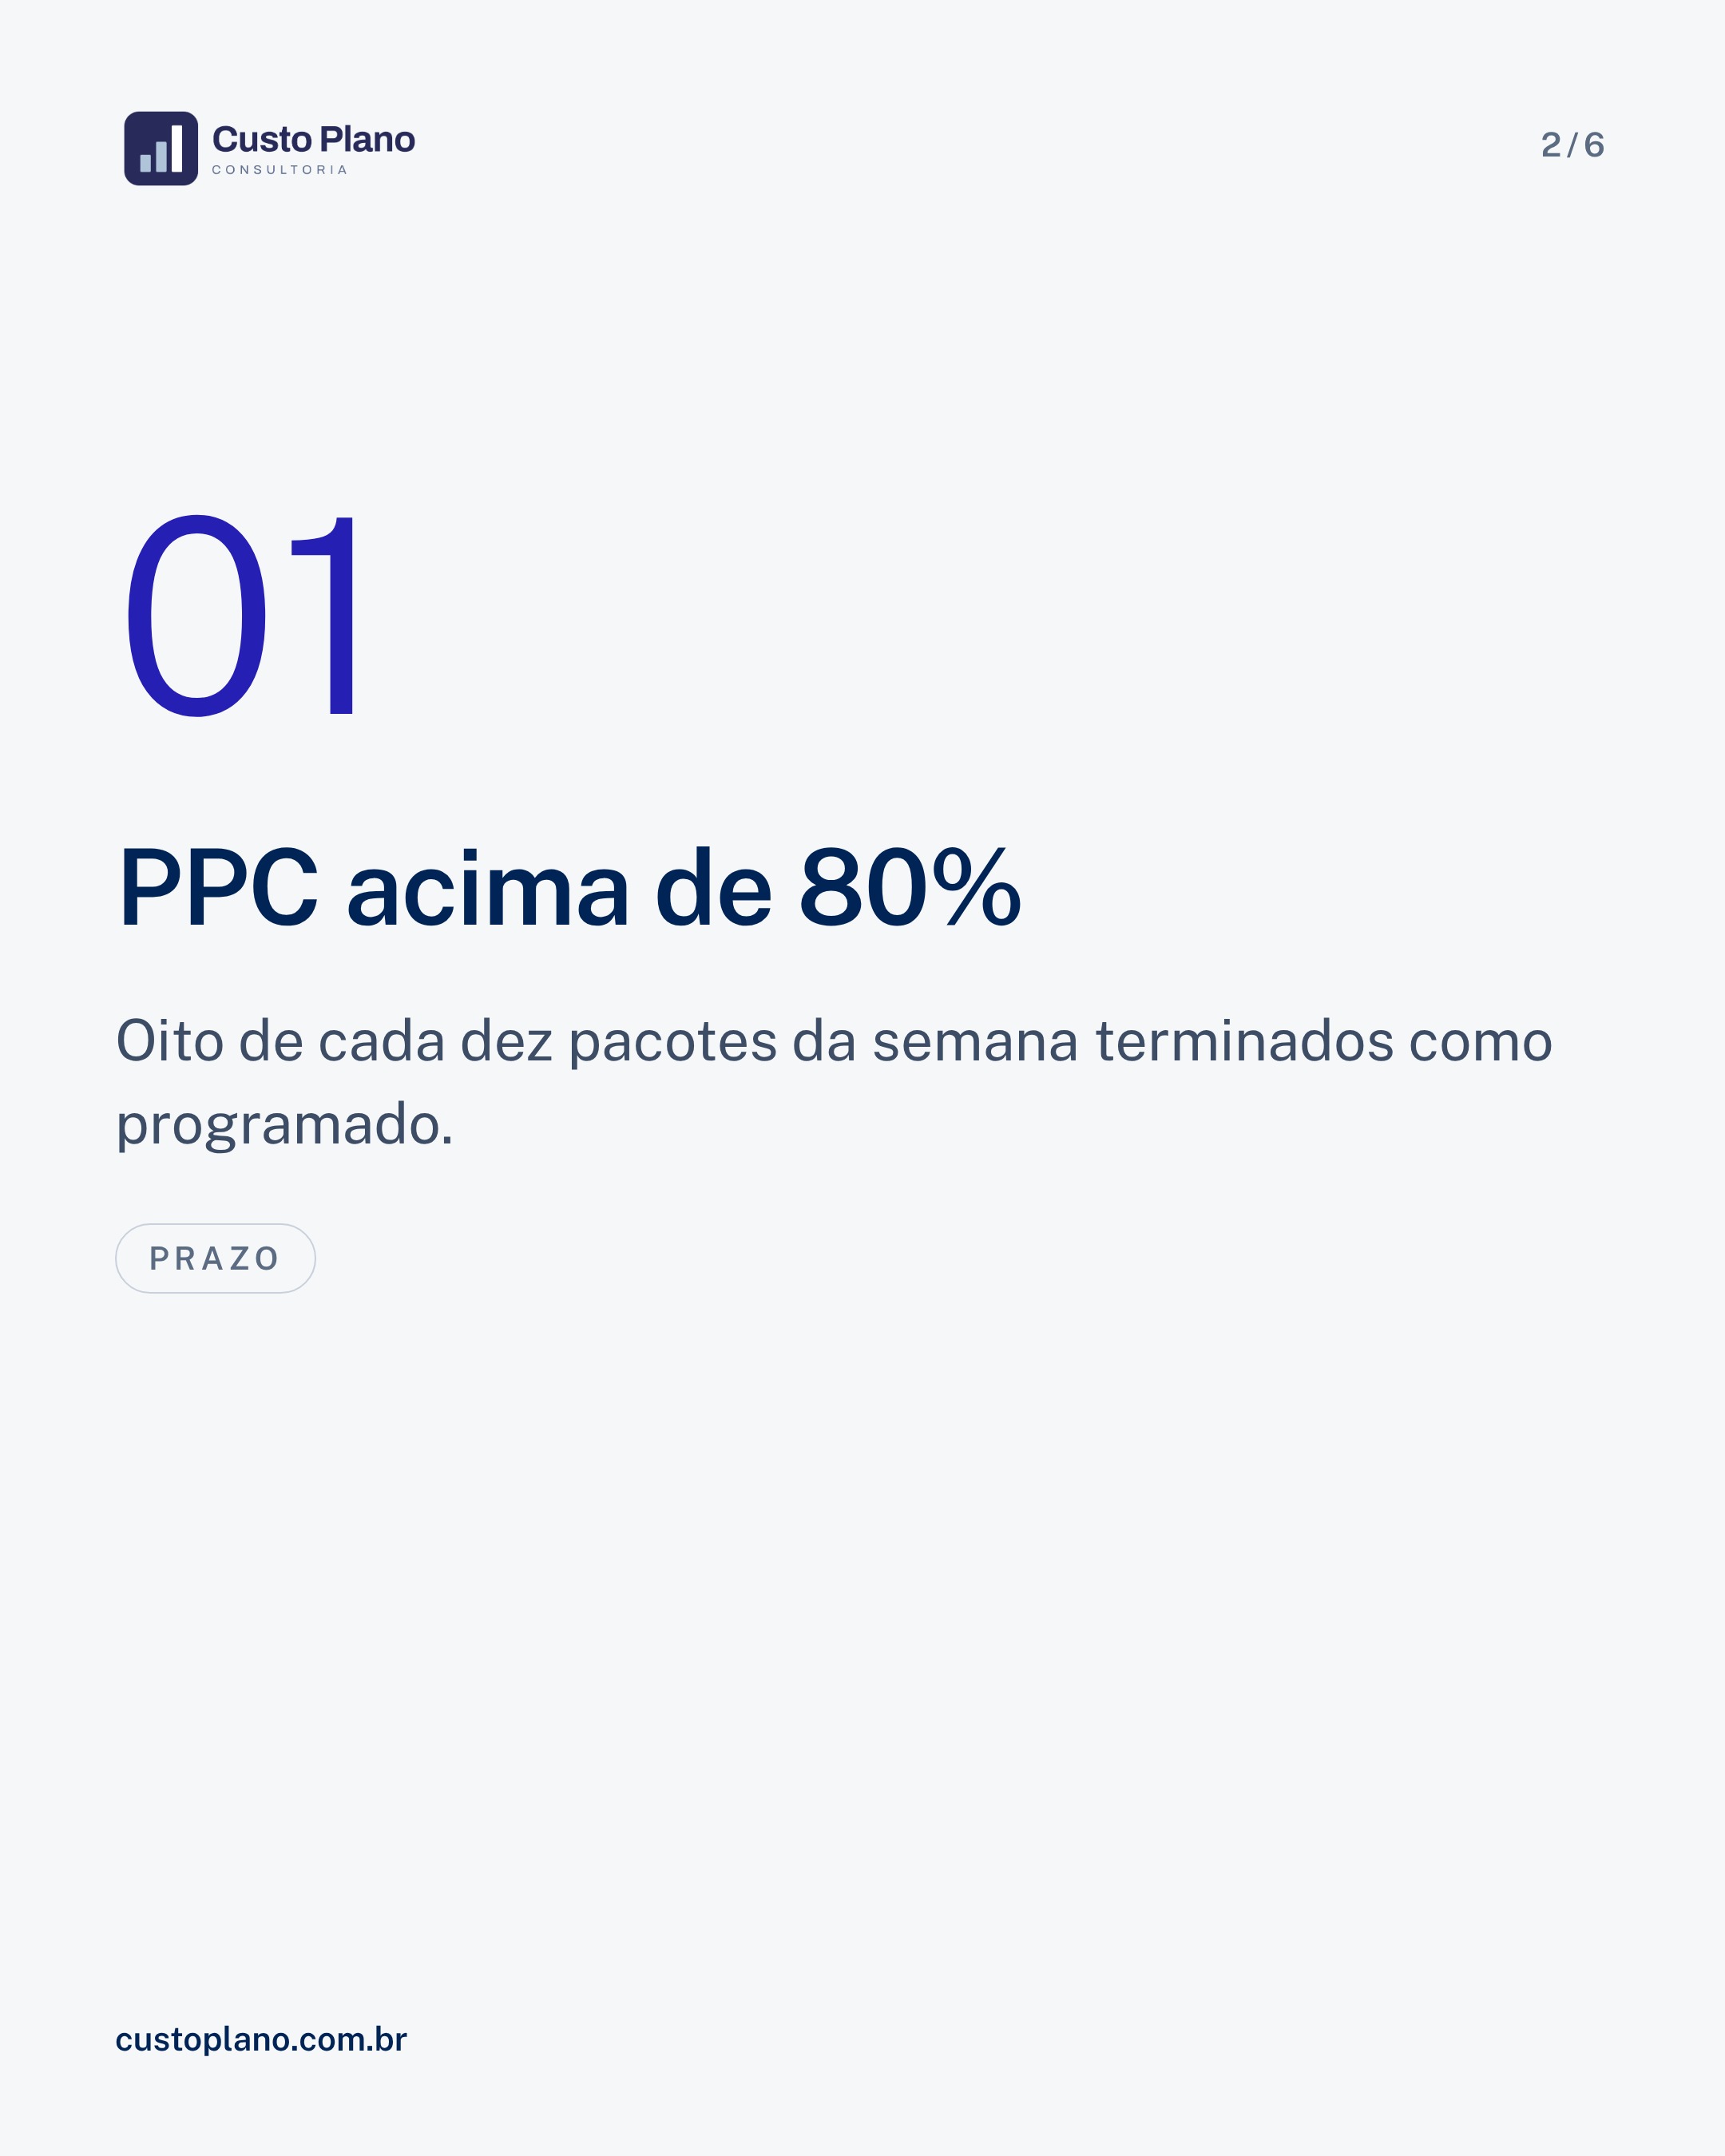 Custo Plano
CONSULTORIA
2/6
01
PPC acima de 80%
Oito de cada dez pacotes da semana terminados como
programado.
PRAZO
custoplano.com.br